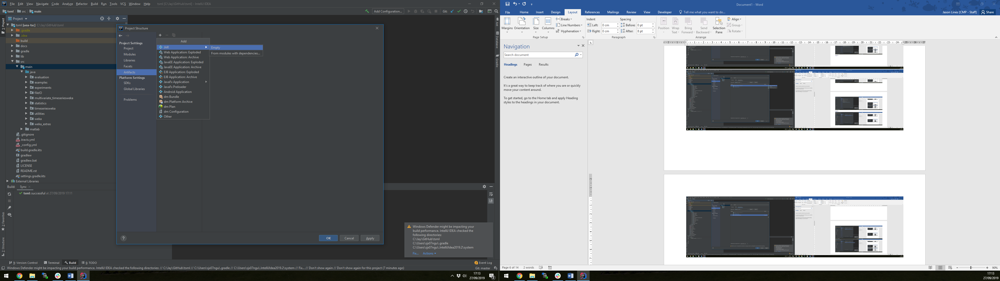 File Edit View Navigate Code Analyze Refactor Build Run Tools VCS Window Help tsml [C:\Jay\GitHub\tsml] - IntelliJ IDEA
tsml src main Add Configuration... Git:
Project
1: Project
tsml [uea-tsc] C:\Jay\GitHub\tsml
.gradle
.idea
build
docs
gradle
lib
src
main
java
evaluation
examples
experiments
fileIO
multivariate_timeseriesweka
statistics
timeseriesweka
utilities
weka
weka_extras
matlab
.gitignore
.travis.yml
_config.yml
build.gradle.kts
gradlew
gradlew.bat
LICENSE
README.rst
settings.gradle.kts
External Libraries
Project Structure
Project Settings
Project
Modules
Libraries
Facets
Artifacts
Platform Settings
SDKs
Global Libraries
Problems
Add
JAR
Web Application: Exploded
Web Application: Archive
JavaEE Application: Exploded
JavaEE Application: Archive
EJB Application: Exploded
EJB Application: Archive
JavaFx Application
JavaFx Preloader
Android Application
dm Bundle
dm Platform Archive
dm Plan
dm Configuration
Other
Empty
From modules with dependencies...
? OK Cancel Apply
Ant
Database
Gradle
Build: Sync
tsml: successful at 27/09/2019 17:11
2: Favorites
7: Structure
Windows Defender might be impacting your
build performance. IntelliJ IDEA checked the
following directories:
C:\Jay\GitHub\tsml
C:\Users\sjx07ngu\.gradle
C:\Users\sjx07ngu\.IntelliJIdea2019.2\system
Fix... Actions
9: Version Control Terminal Build 6: TODO 2 Event Log
Windows Defender might be impacting your build performance. IntelliJ IDEA checked the following directories: // C:\Jay\GitHub\tsml // C:\Users\sjx07ngu\.gradle // C:\Users\sjx07ngu\.IntelliJIdea2019.2\system // Fix... // Don't show again // Don't show again for this project (7 minutes ago) Git: master
17:13
27/09/2019
2
Document1 - Word
File Home Insert Design Layout References Mailings Review View Developer Tell me what you want to do... Jason Lines (CMP - Staff) Share
Margins Orientation Size Columns
Breaks
Line Numbers
Hyphenation
Page Setup
Indent Spacing
Left: 0 cm Before: 0 pt
Right: 0 cm After: 8 pt
Paragraph
Position Wrap Text Bring Forward Send Backward Selection Pane
Align
Group
Rotate
Arrange
Navigation
Search document
Headings Pages Results
Create an interactive outline of your document.
It's a great way to keep track of where you are or quickly
move your content around.
To get started, go to the Home tab and apply Heading
styles to the headings in your document.
Page 6 of 14 2 words 90%
17:13
27/09/2019